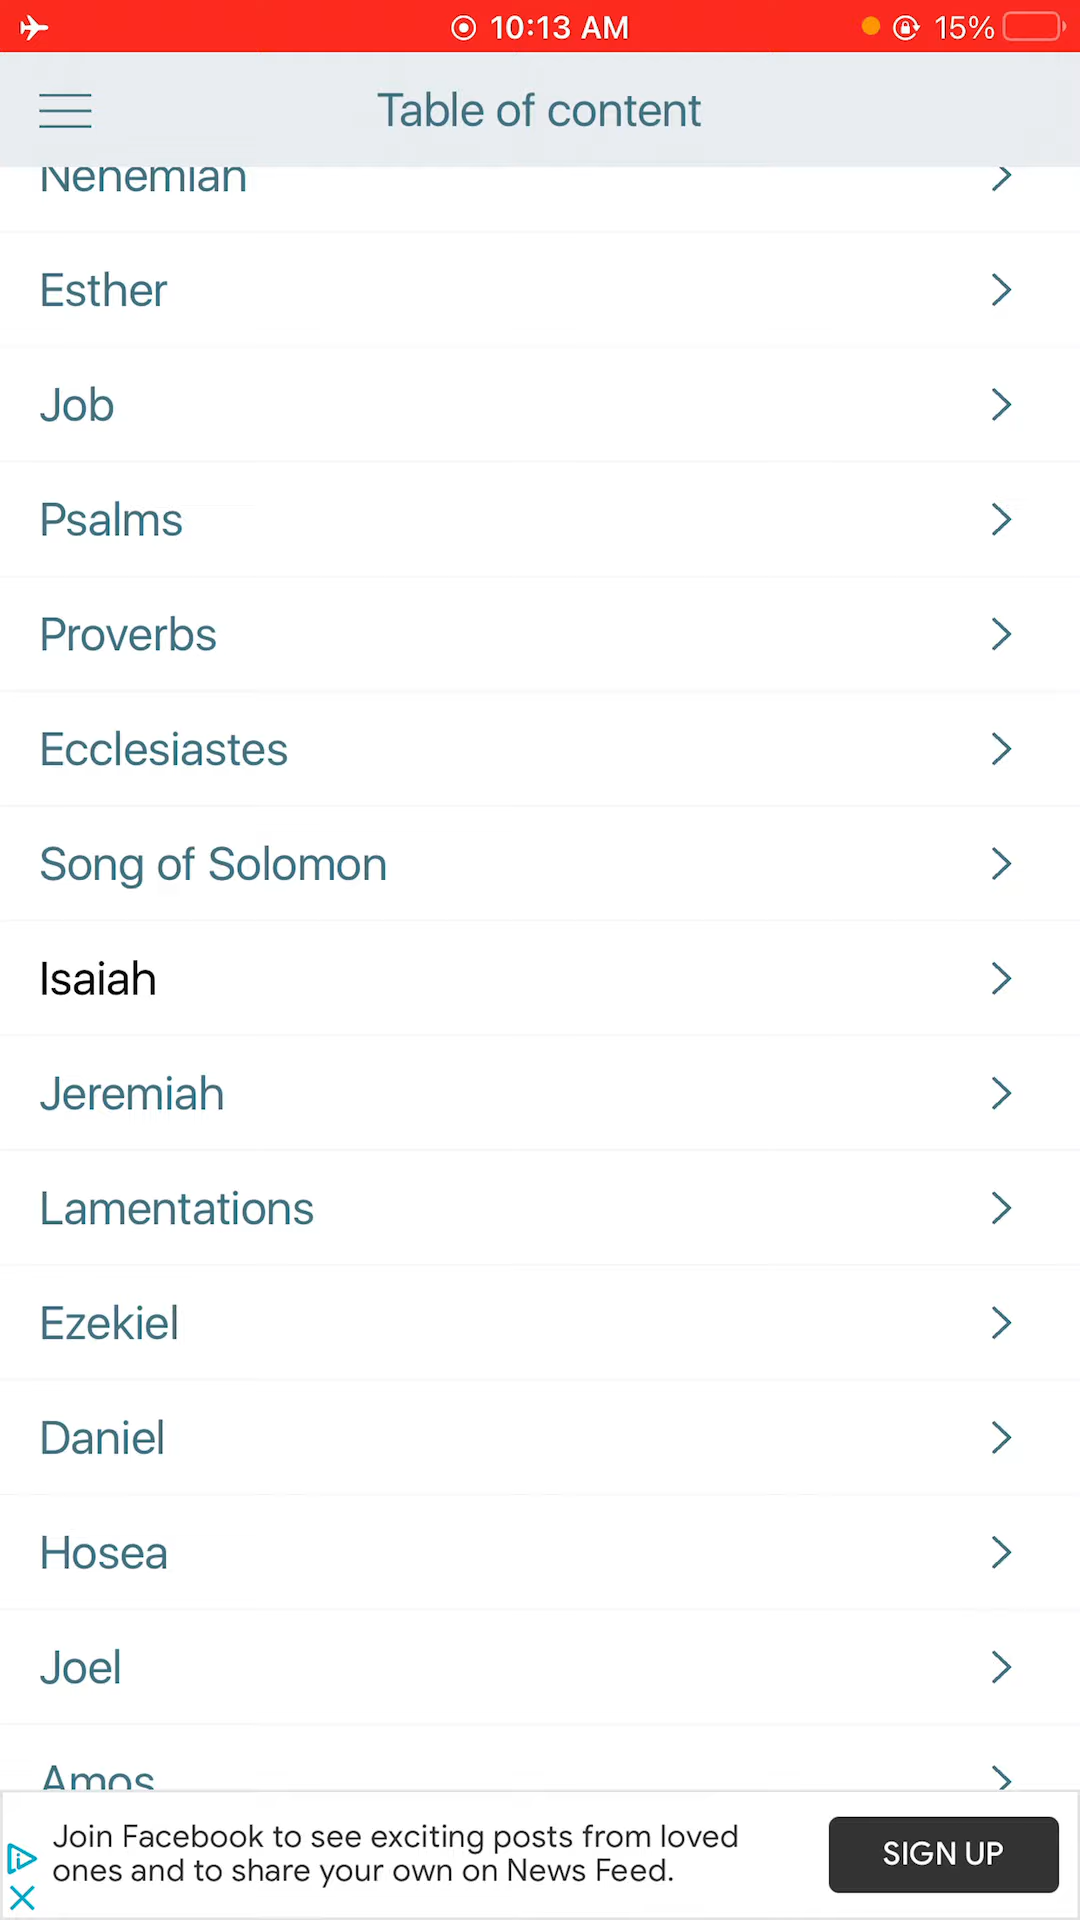 10:13 AM
15%
Table of content
Nehemiah
Esther
Job
Psalms
Proverbs
Ecclesiastes
Song of Solomon
Isaiah
Jeremiah
Lamentations
Ezekiel
Daniel
Hosea
Joel
Amos
Join Facebook to see exciting posts from loved
ones and to share your own on News Feed.
SIGN UP